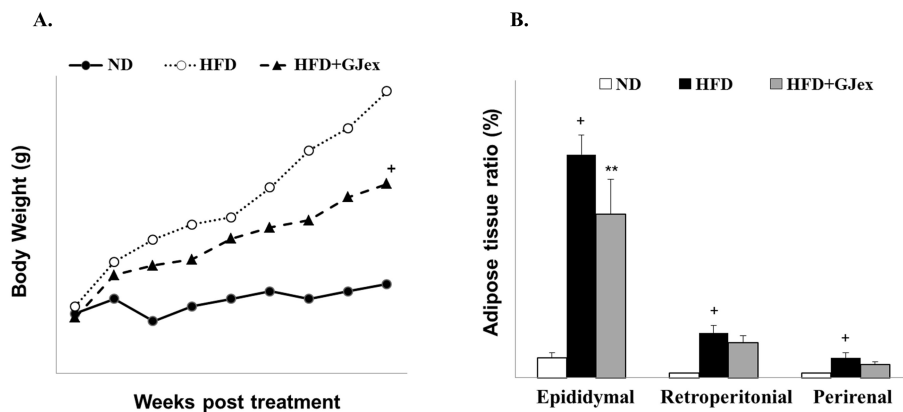 A.
ND HFD HFD+GJex
+
Body Weight (g)
Weeks post treatment
B.
ND HFD HFD+GJex
+
**
+
+
Adipose tissue ratio (%)
Epididymal Retroperitonial Perirenal